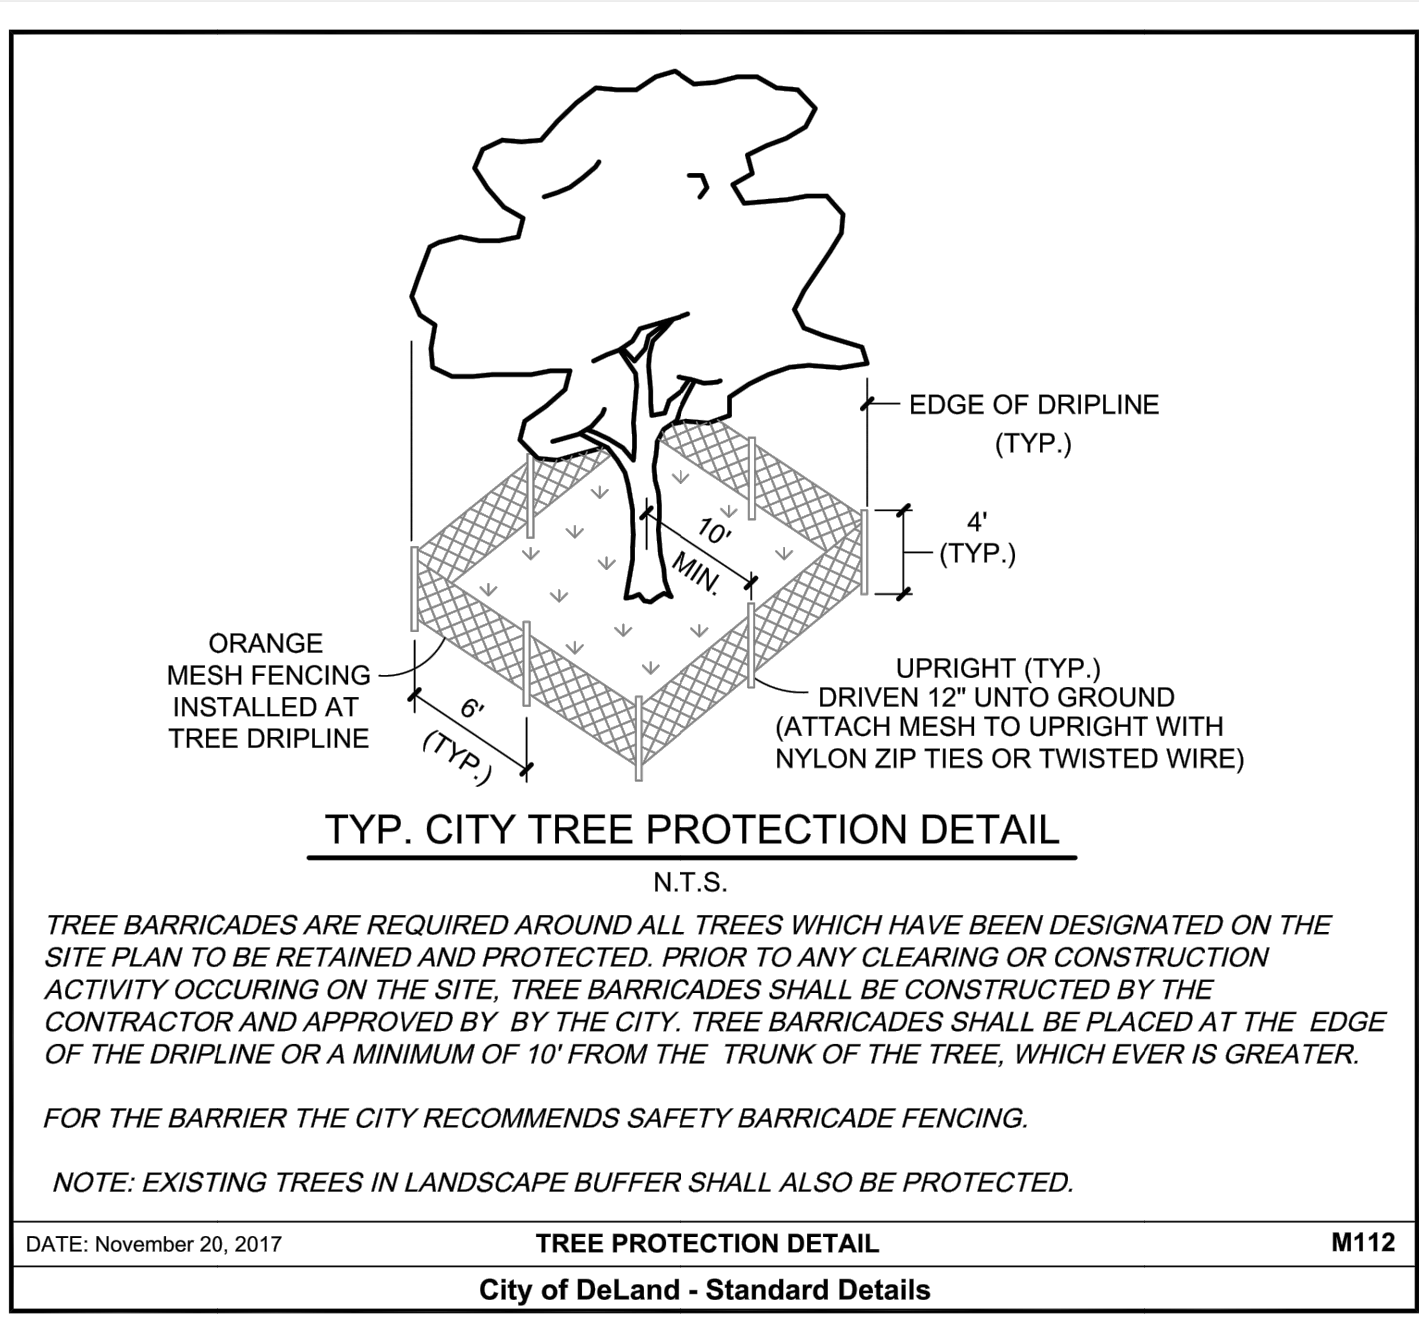 EDGE OF DRIPLINE
(TYP.)
4'
(TYP.)
10'
MIN.
ORANGE
MESH FENCING
INSTALLED AT
TREE DRIPLINE
6'
(TYP.)
UPRIGHT (TYP.)
DRIVEN 12" UNTO GROUND
(ATTACH MESH TO UPRIGHT WITH
NYLON ZIP TIES OR TWISTED WIRE)
TYP. CITY TREE PROTECTION DETAIL
N.T.S.
TREE BARRICADES ARE REQUIRED AROUND ALL TREES WHICH HAVE BEEN DESIGNATED ON THE
SITE PLAN TO BE RETAINED AND PROTECTED. PRIOR TO ANY CLEARING OR CONSTRUCTION
ACTIVITY OCCURING ON THE SITE, TREE BARRICADES SHALL BE CONSTRUCTED BY THE
CONTRACTOR AND APPROVED BY BY THE CITY. TREE BARRICADES SHALL BE PLACED AT THE EDGE
OF THE DRIPLINE OR A MINIMUM OF 10' FROM THE TRUNK OF THE TREE, WHICH EVER IS GREATER.
FOR THE BARRIER THE CITY RECOMMENDS SAFETY BARRICADE FENCING.
NOTE: EXISTING TREES IN LANDSCAPE BUFFER SHALL ALSO BE PROTECTED.
DATE: November 20, 2017
TREE PROTECTION DETAIL
M112
City of DeLand - Standard Details